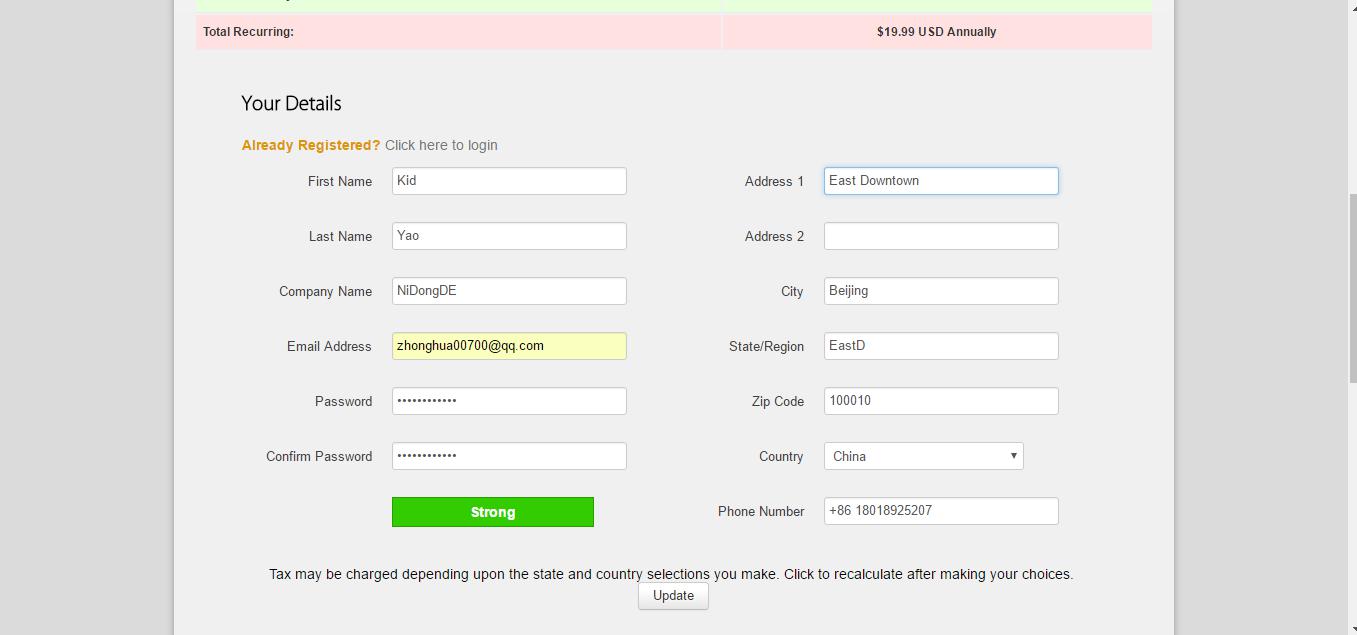 Total Recurring: $19.99 USD Annually
Your Details
Already Registered? Click here to login
First Name Kid Address 1 East Downtown
Last Name Yao Address 2
Company Name NiDongDE City Beijing
Email Address zhonghua00700@qq.com State/Region EastD
Password •••••••••••• Zip Code 100010
Confirm Password •••••••••••• Country China
Strong Phone Number +86 18018925207
Tax may be charged depending upon the state and country selections you make. Click to recalculate after making your choices.
Update